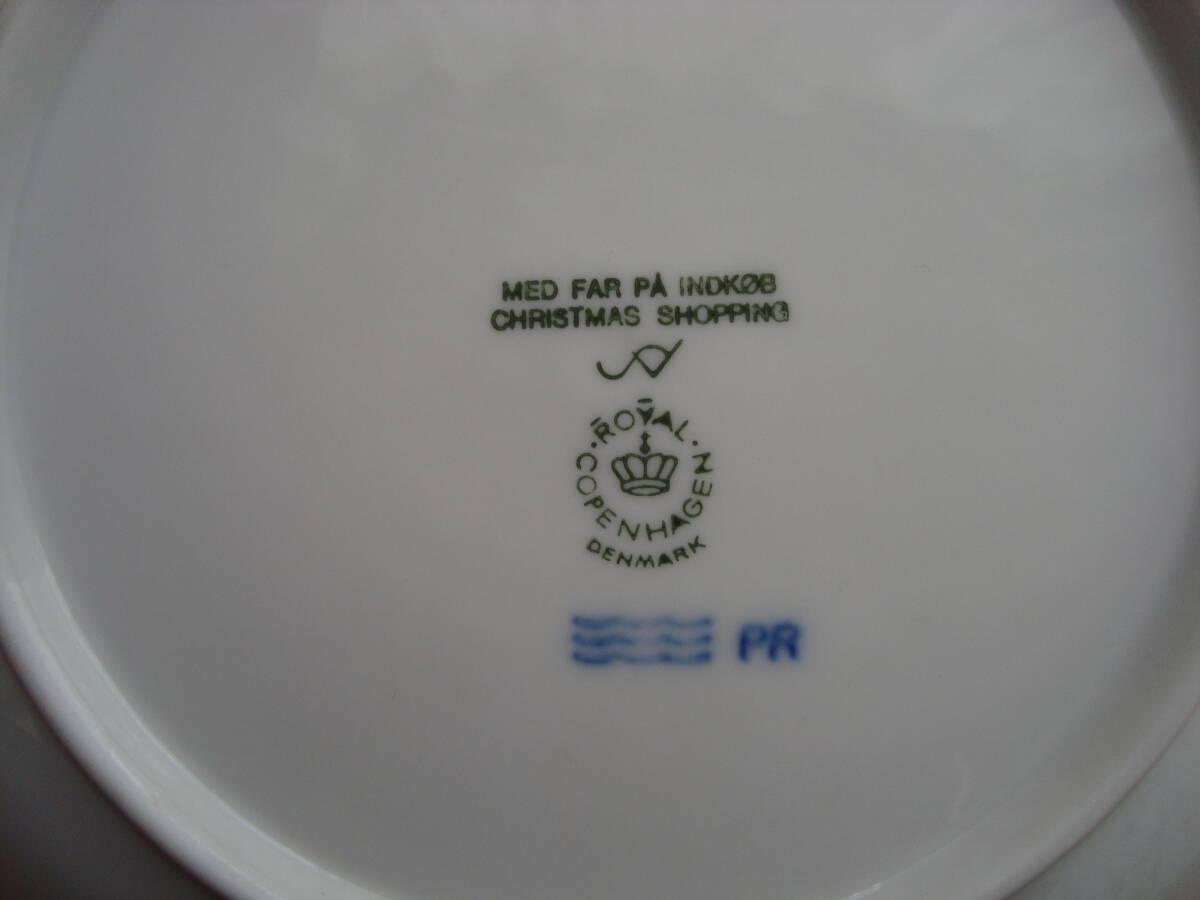 MED FAR PÅ INDKØB
CHRISTMAS SHOPPING
ROYAL
COPENHAGEN
DENMARK
PR